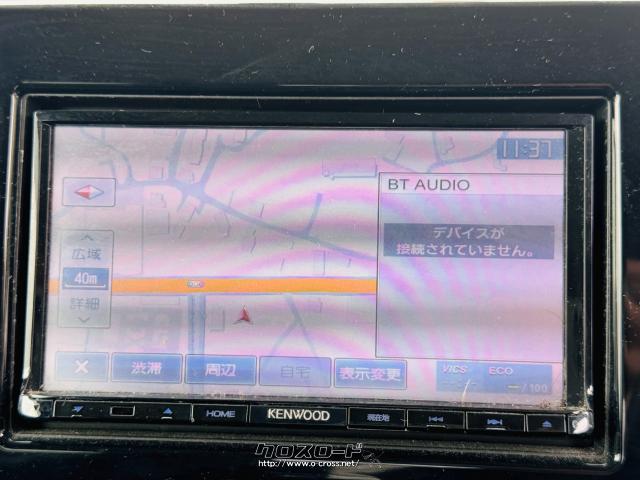 11:37
BT AUDIO
デバイスが
接続されていません。
広域
40m
詳細
× 渋滞 周辺 自宅 表示変更
VICS ECO
--:-- --/100
HOME KENWOOD 現在地
クロスロード
http://www.o-cross.net/